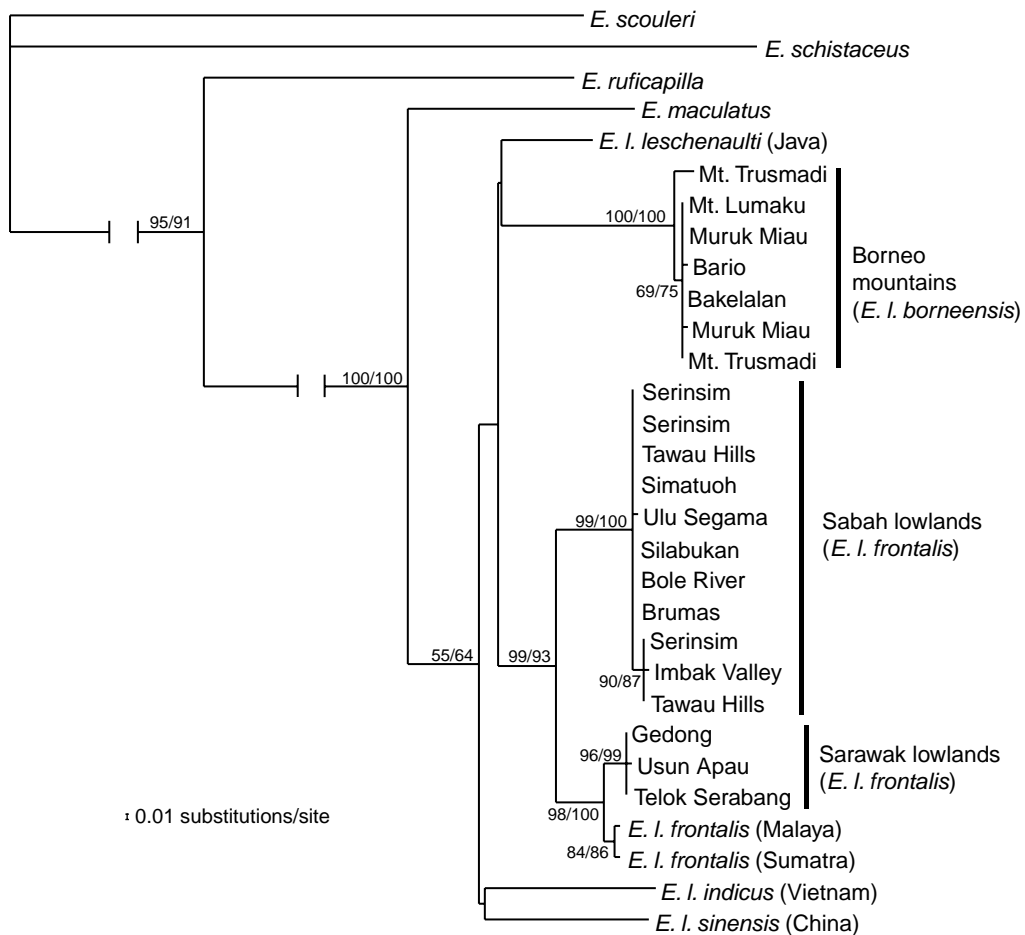 E. scouleri
E. schistaceus
E. ruficapilla
E. maculatus
E. l. leschenaulti (Java)
Mt. Trusmadi
Mt. Lumaku
Muruk Miau
Bario
Bakelalan
Muruk Miau
Mt. Trusmadi
100/100
69/75
Borneo
mountains
(E. l. borneensis)
95/91
100/100
Serinsim
Serinsim
Tawau Hills
Simatuoh
Ulu Segama
Silabukan
Bole River
Brumas
Serinsim
Imbak Valley
Tawau Hills
99/100
90/87
Sabah lowlands
(E. l. frontalis)
55/64
99/93
Gedong
Usun Apau
Telok Serabang
96/99
Sarawak lowlands
(E. l. frontalis)
98/100
E. l. frontalis (Malaya)
E. l. frontalis (Sumatra)
84/86
0.01 substitutions/site
E. l. indicus (Vietnam)
E. l. sinensis (China)